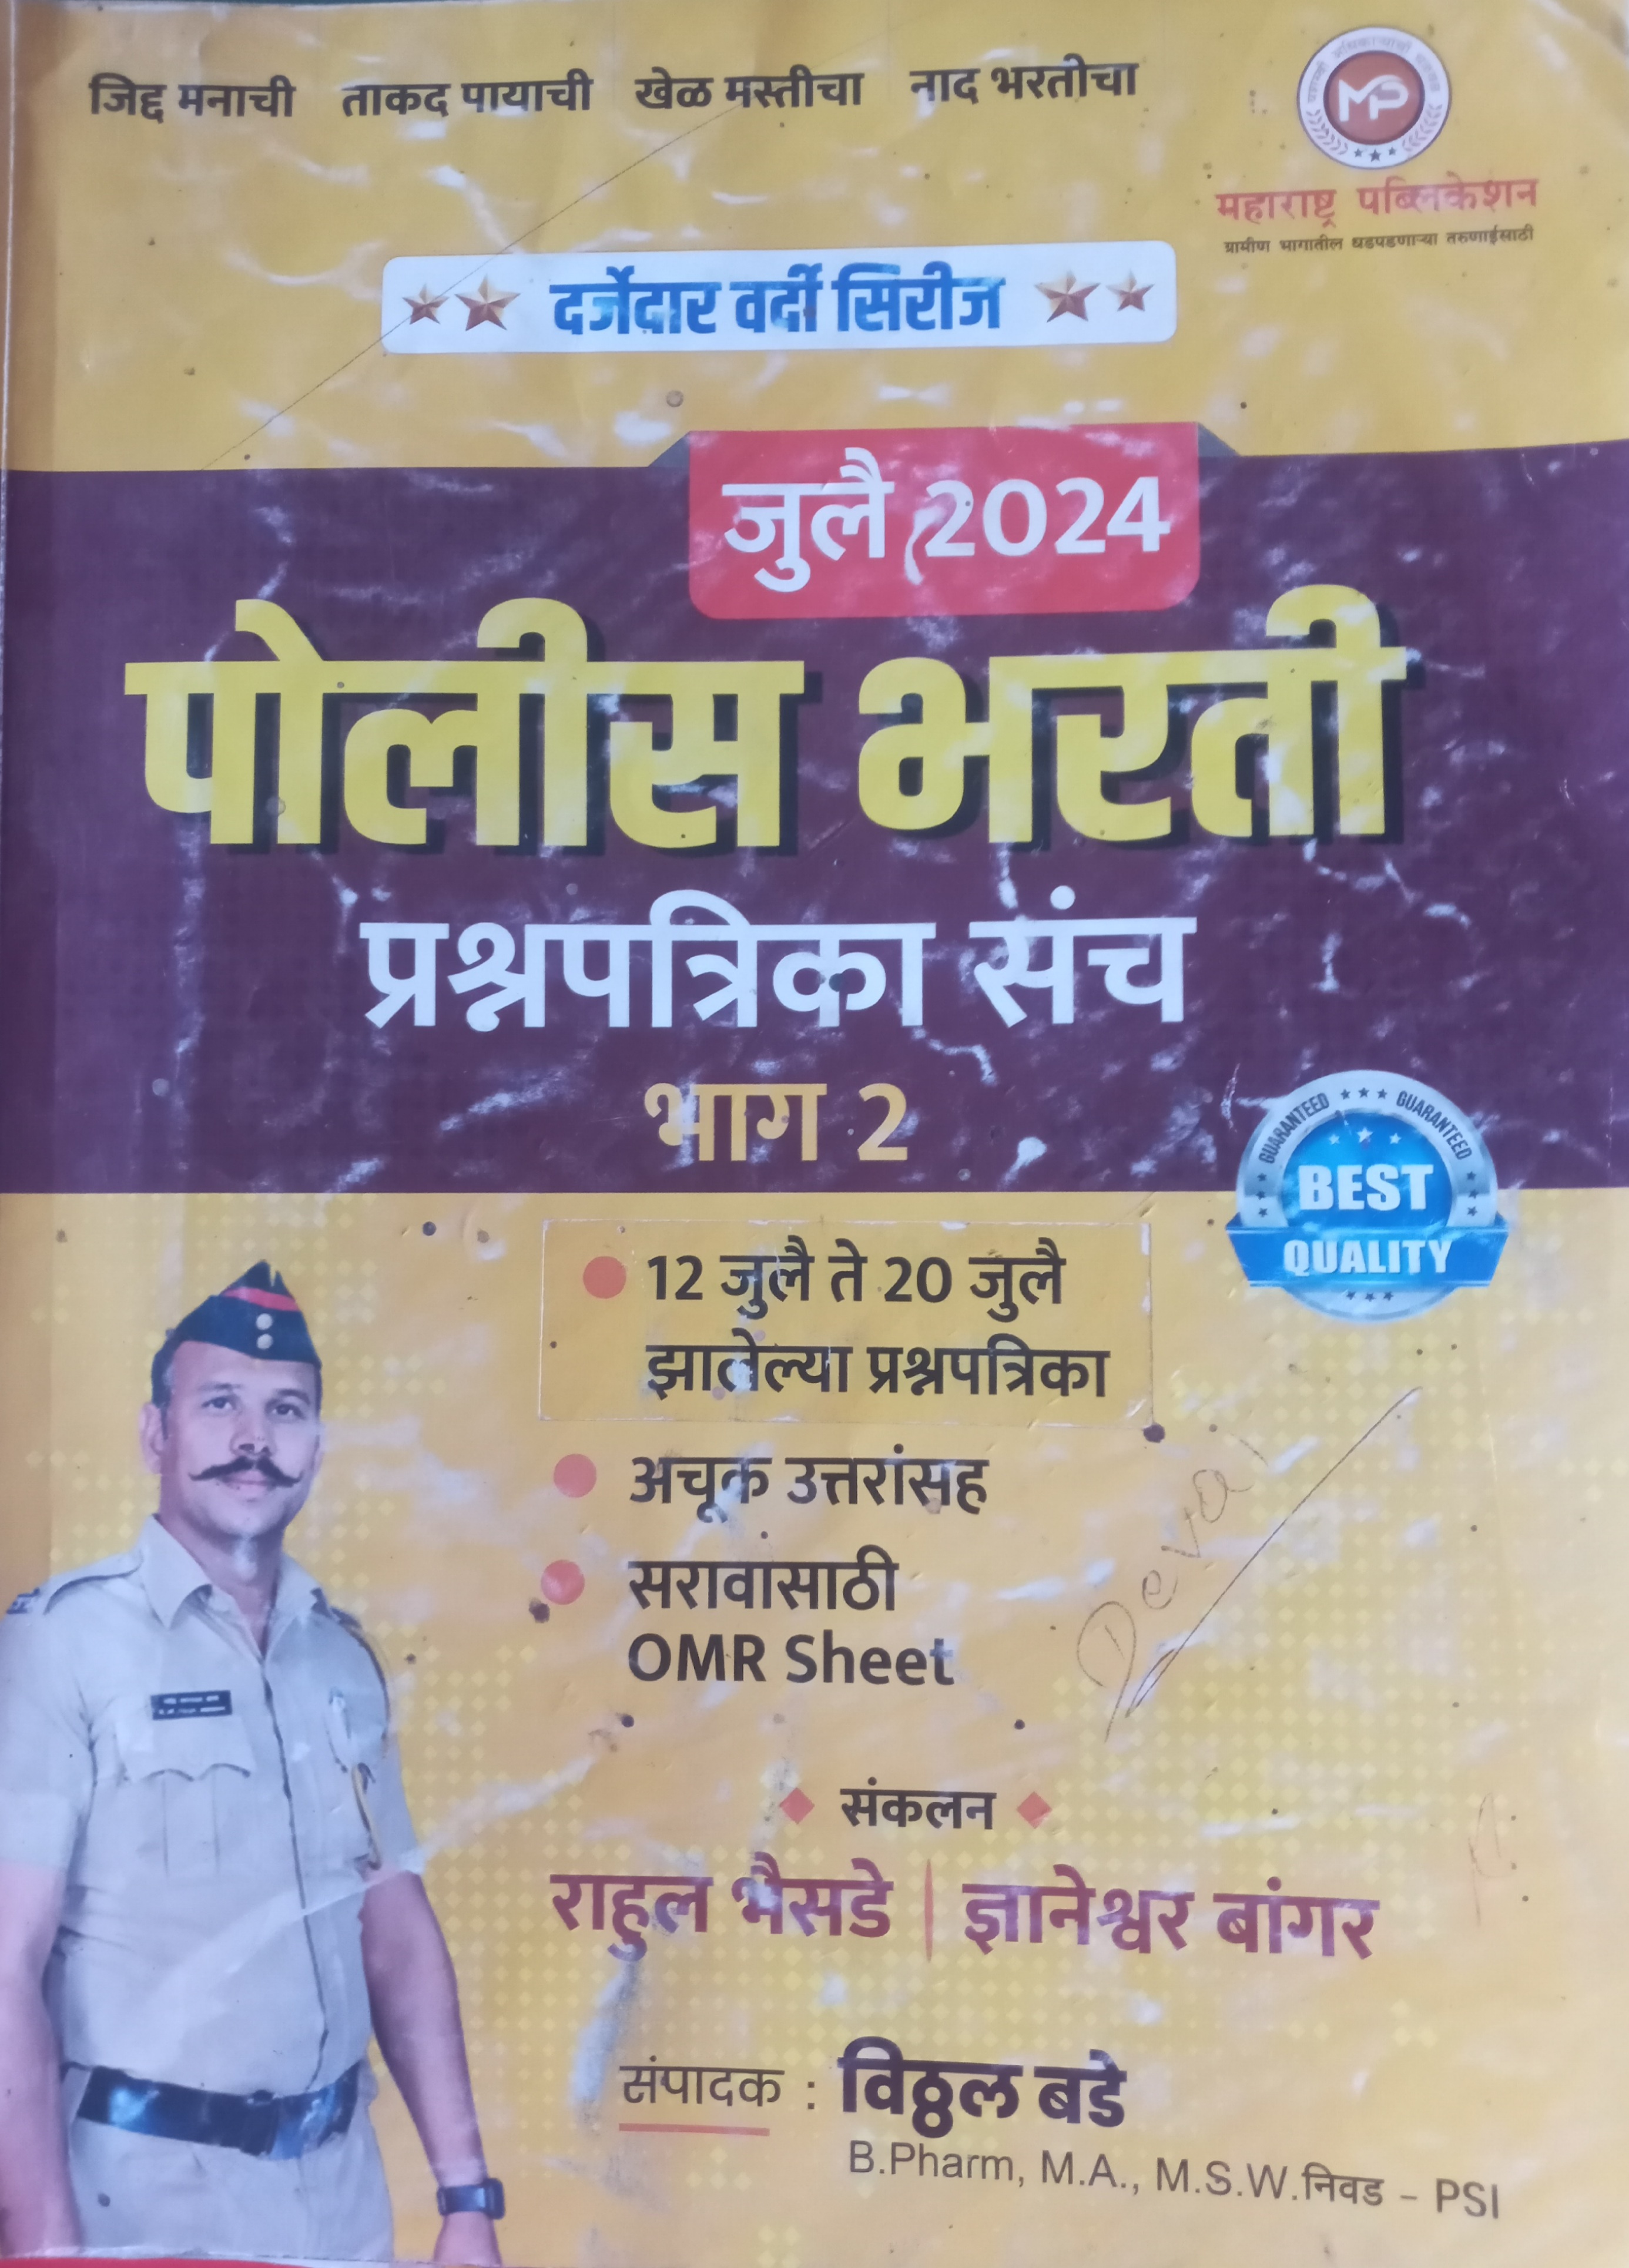 जिद्द मनाची ताकद पायाची खेळ मस्तीचा नाद भरतीचा
MP
महाराष्ट्र पब्लिकेशन
ग्रामीण भागातील धडपडणाऱ्या तरुणाईसाठी
दर्जेदार वर्दी सिरीज
जुलै 2024
पोलीस भरती
प्रश्नपत्रिका संच
भाग 2
GUARANTEED GUARANTEED
BEST
QUALITY
12 जुलै ते 20 जुलै
झालेल्या प्रश्नपत्रिका
अचूक उत्तरांसह
सरावासाठी
OMR Sheet
संकलन
राहुल भैसडे | ज्ञानेश्वर बांगर
संपादक : विठ्ठल बडे
B.Pharm, M.A., M.S.W.निवड - PSI